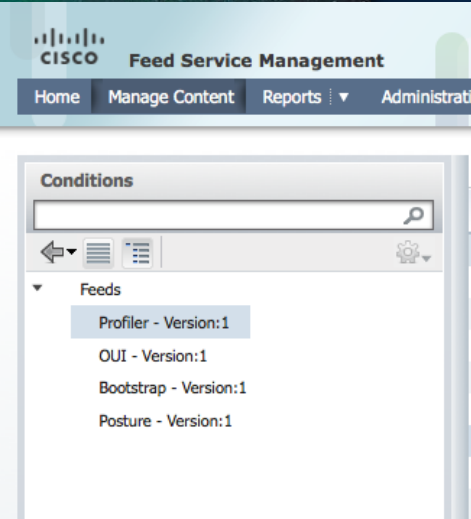 CISCO
Feed Service Management
Home Manage Content Reports Administrati
Conditions
Feeds
Profiler - Version:1
OUI - Version:1
Bootstrap - Version:1
Posture - Version:1